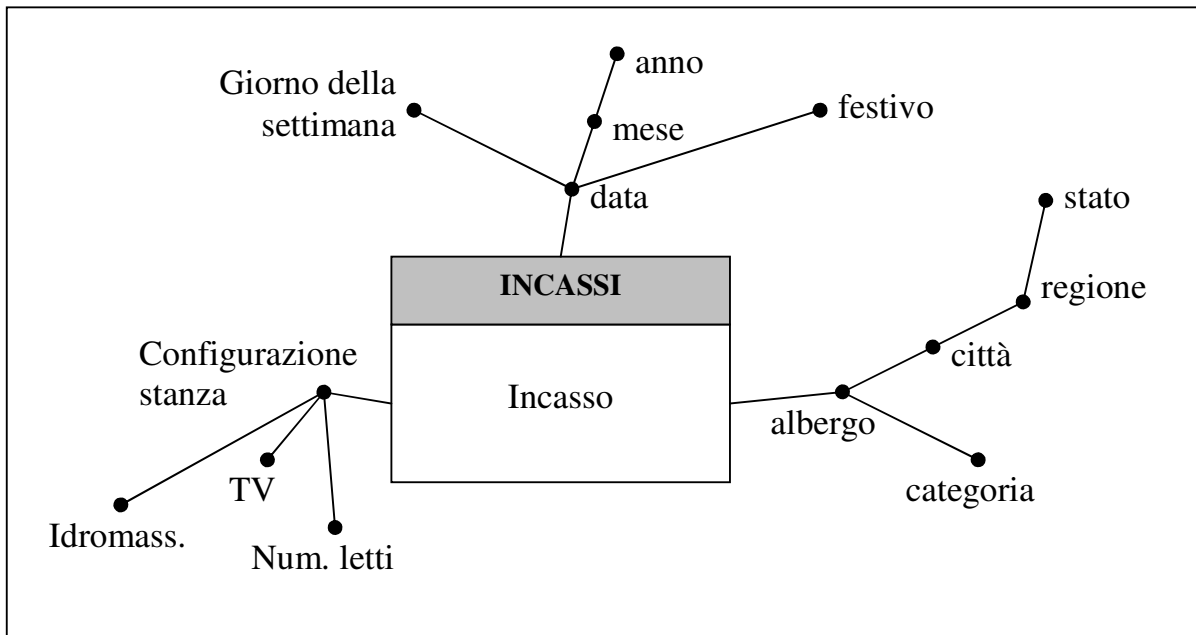 anno
Giorno della
settimana
festivo
mese
data
stato
INCASSI
regione
Configurazione
stanza
città
Incasso
albergo
TV
categoria
Idromass.
Num. letti